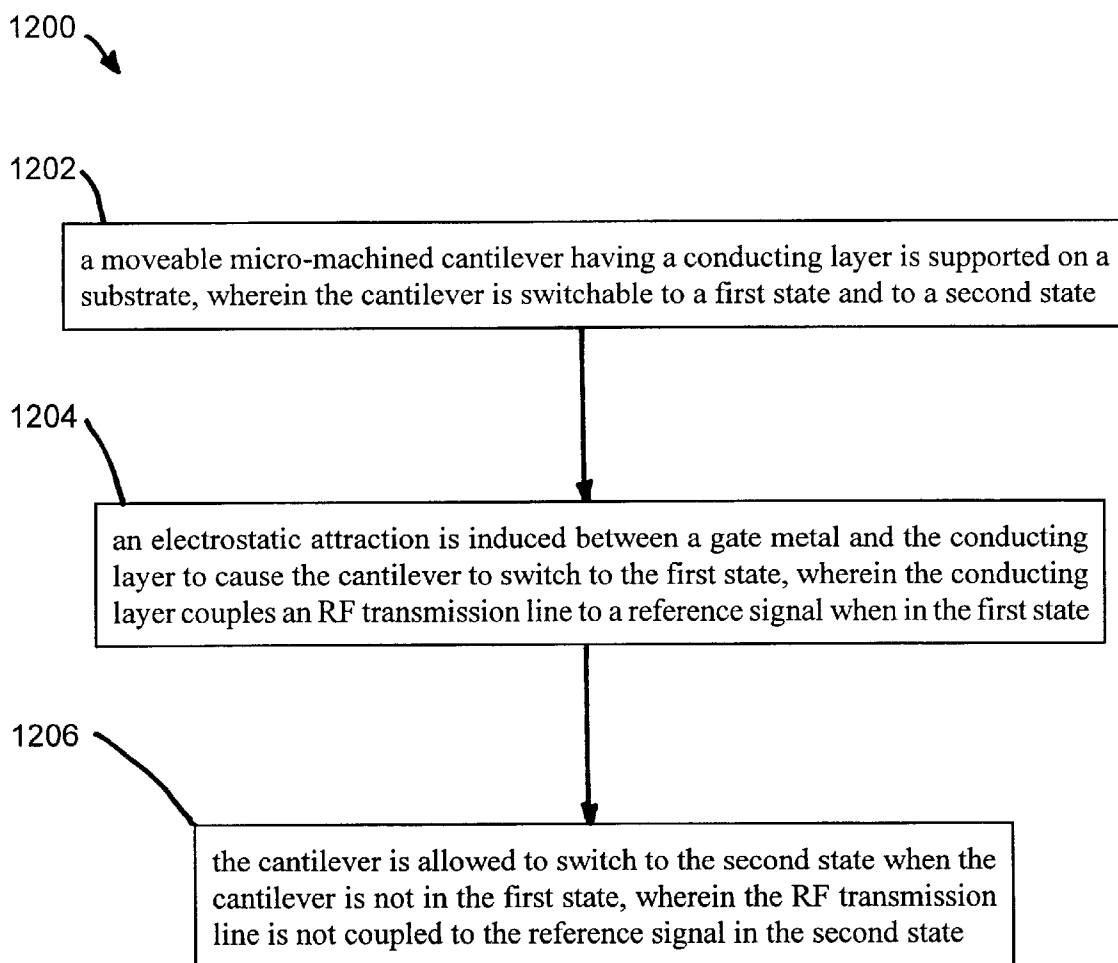 1200
1202
a moveable micro-machined cantilever having a conducting layer is supported on a
substrate, wherein the cantilever is switchable to a first state and to a second state
1204
an electrostatic attraction is induced between a gate metal and the conducting
layer to cause the cantilever to switch to the first state, wherein the conducting
layer couples an RF transmission line to a reference signal when in the first state
1206
the cantilever is allowed to switch to the second state when the
cantilever is not in the first state, wherein the RF transmission
line is not coupled to the reference signal in the second state